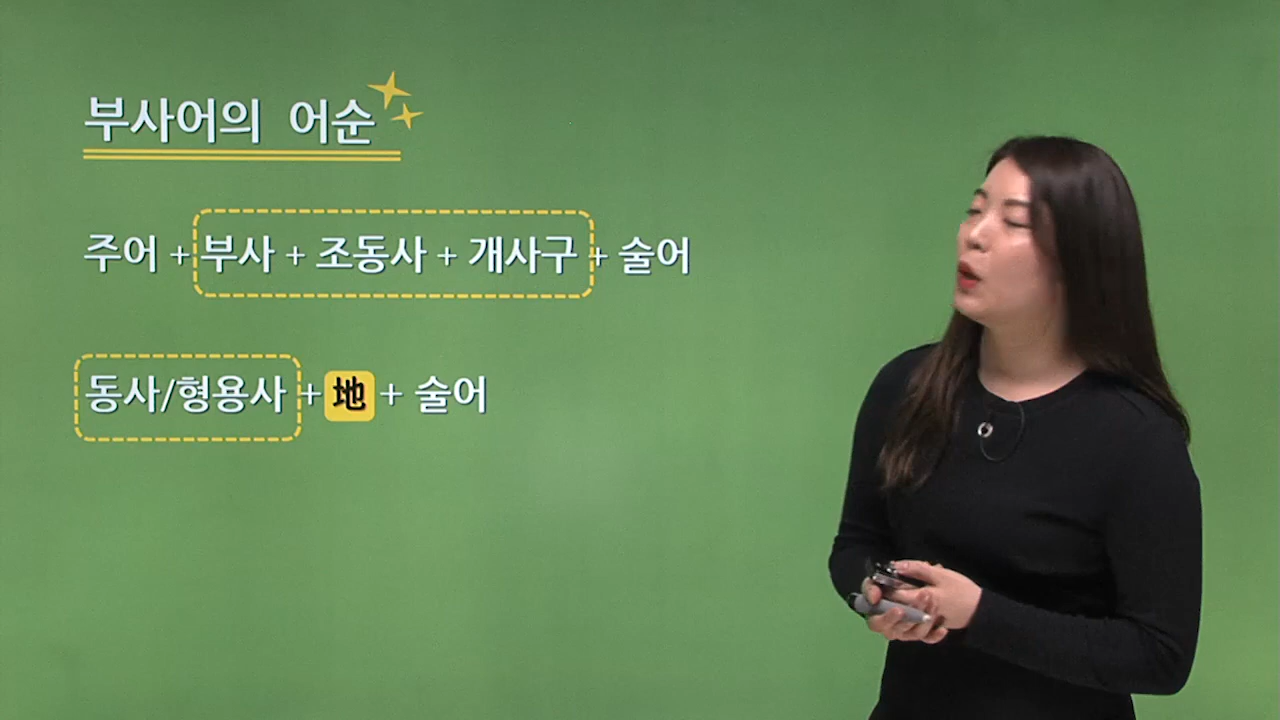 부사어의 어순
주어 + 부사 + 조동사 + 개사구 + 술어
동사/형용사 + 地 + 술어